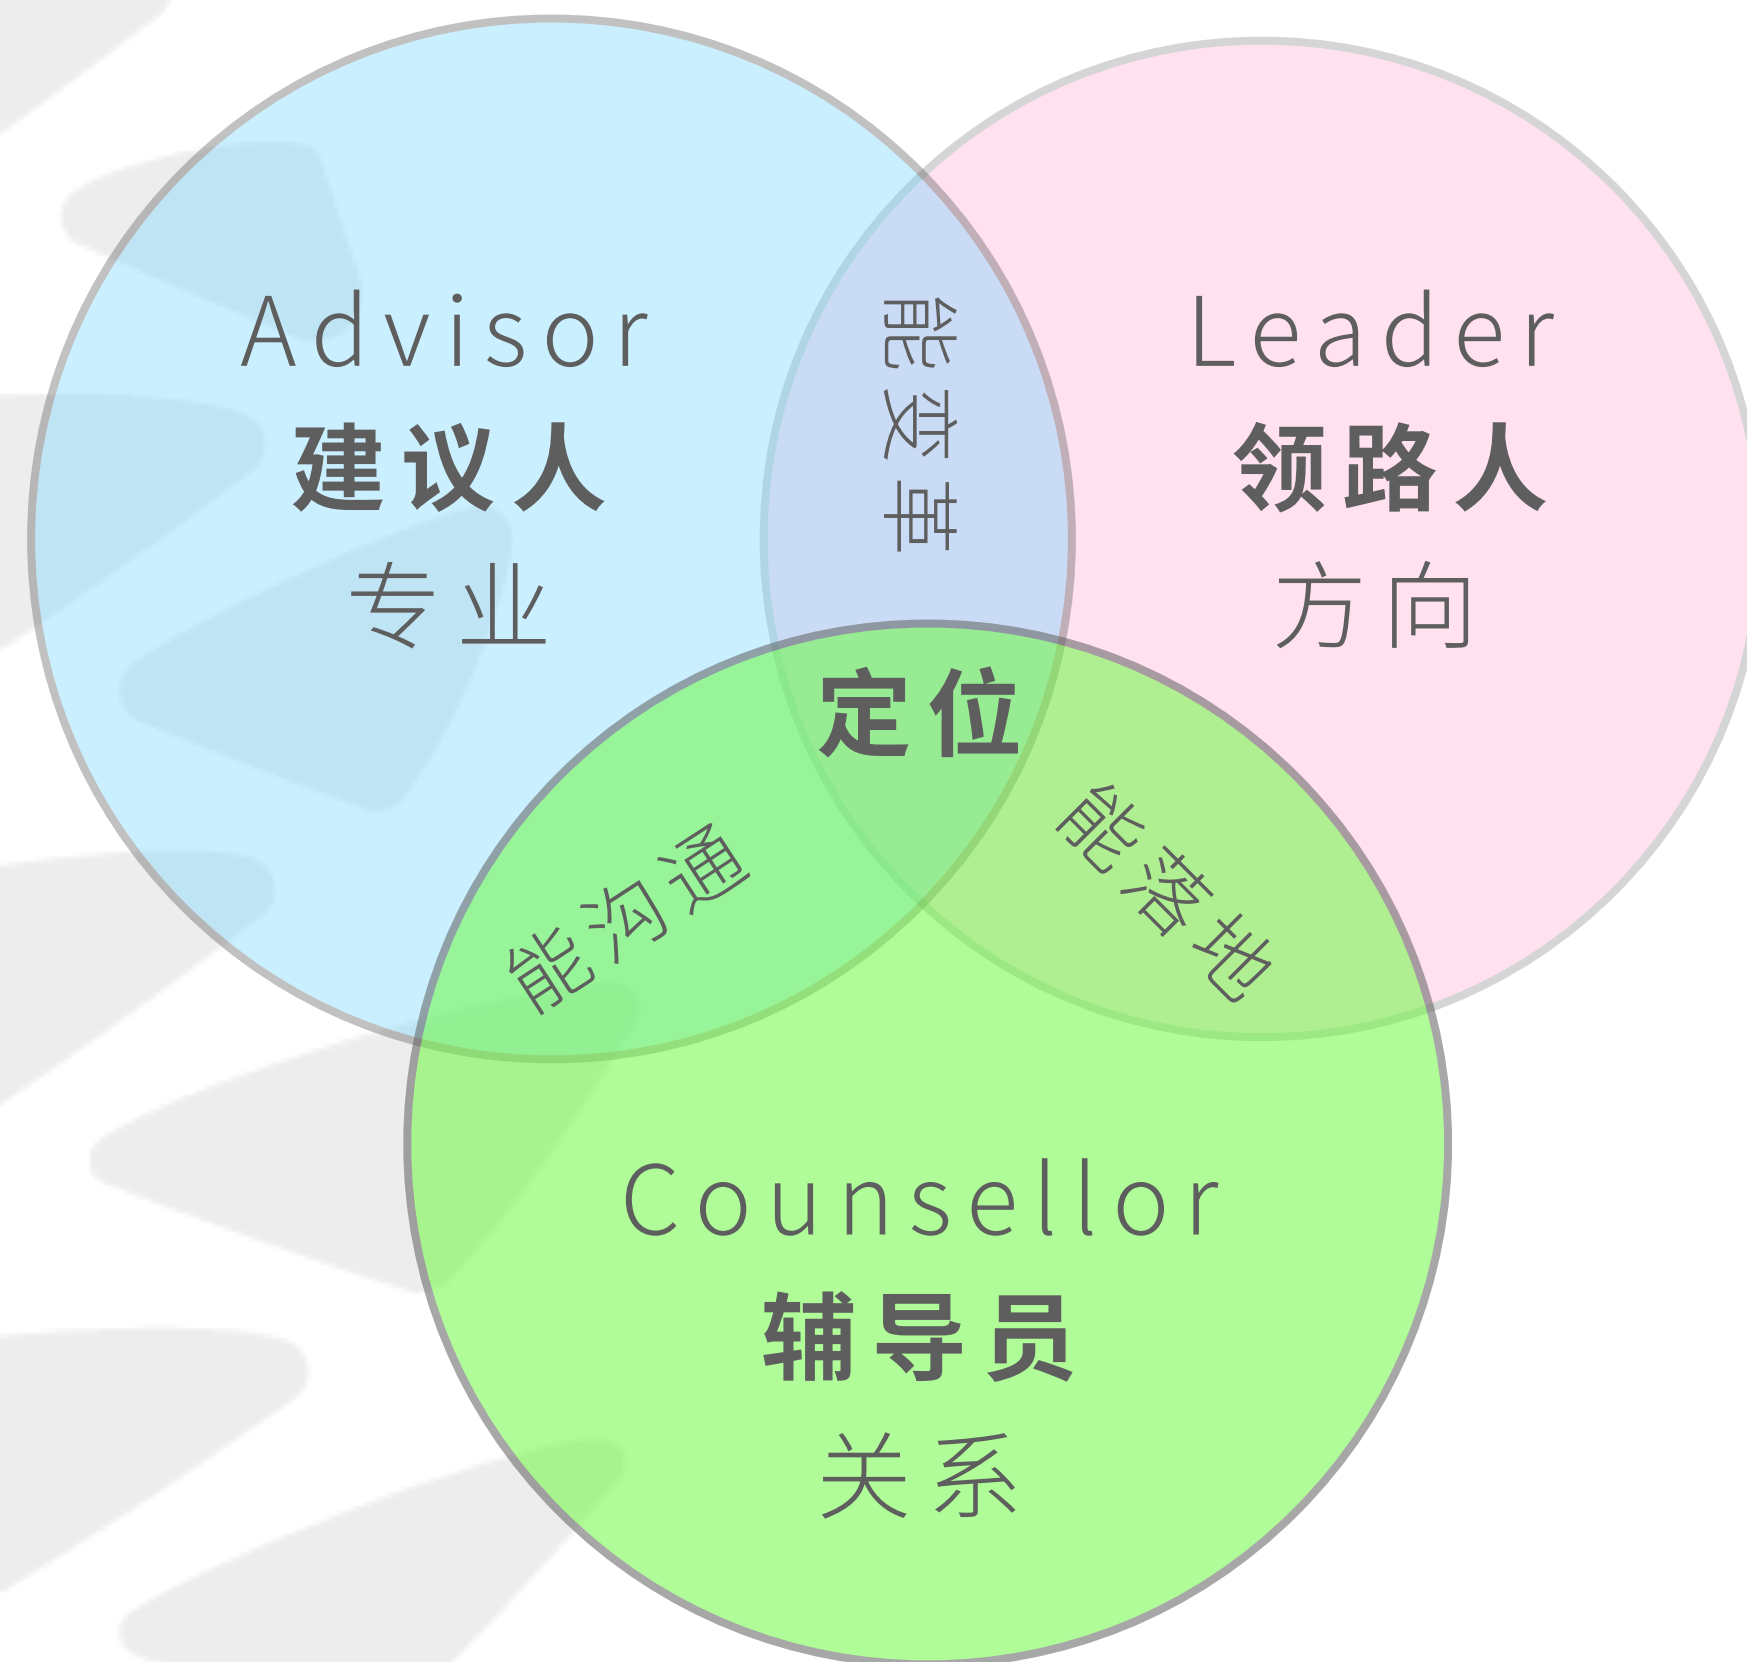 Advisor
建议人
专业
能变革
Leader
领路人
方向
定位
能沟通
能落地
Counsellor
辅导员
关系